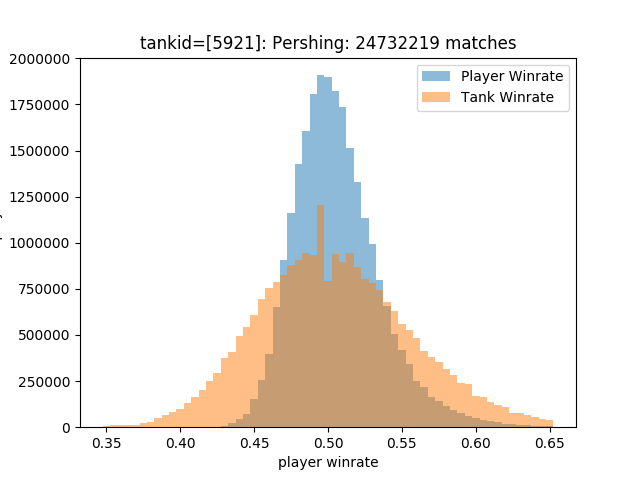 tankid=[5921]: Pershing: 24732219 matches
Player Winrate
Tank Winrate
2000000
1750000
1500000
1250000
1000000
750000
500000
250000
0
0.35 0.40 0.45 0.50 0.55 0.60 0.65
player winrate